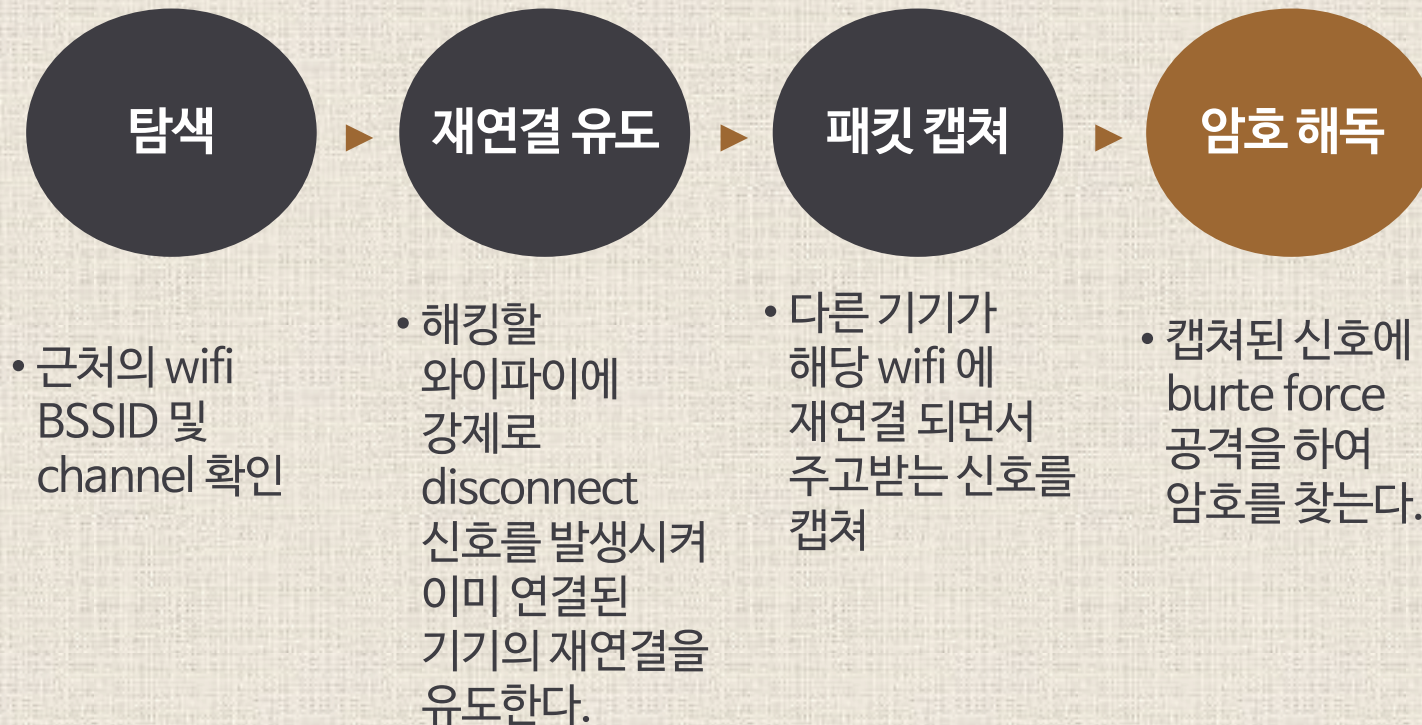 탐색
재연결 유도
패킷 캡쳐
암호 해독
• 근처의 wifi
BSSID 및
channel 확인
• 해킹할
와이파이에
강제로
disconnect
신호를 발생시켜
이미 연결된
기기의 재연결을
유도한다.
• 다른 기기가
해당 wifi 에
재연결 되면서
주고받는 신호를
캡쳐
• 캡쳐된 신호에
burte force
공격을 하여
암호를 찾는다.